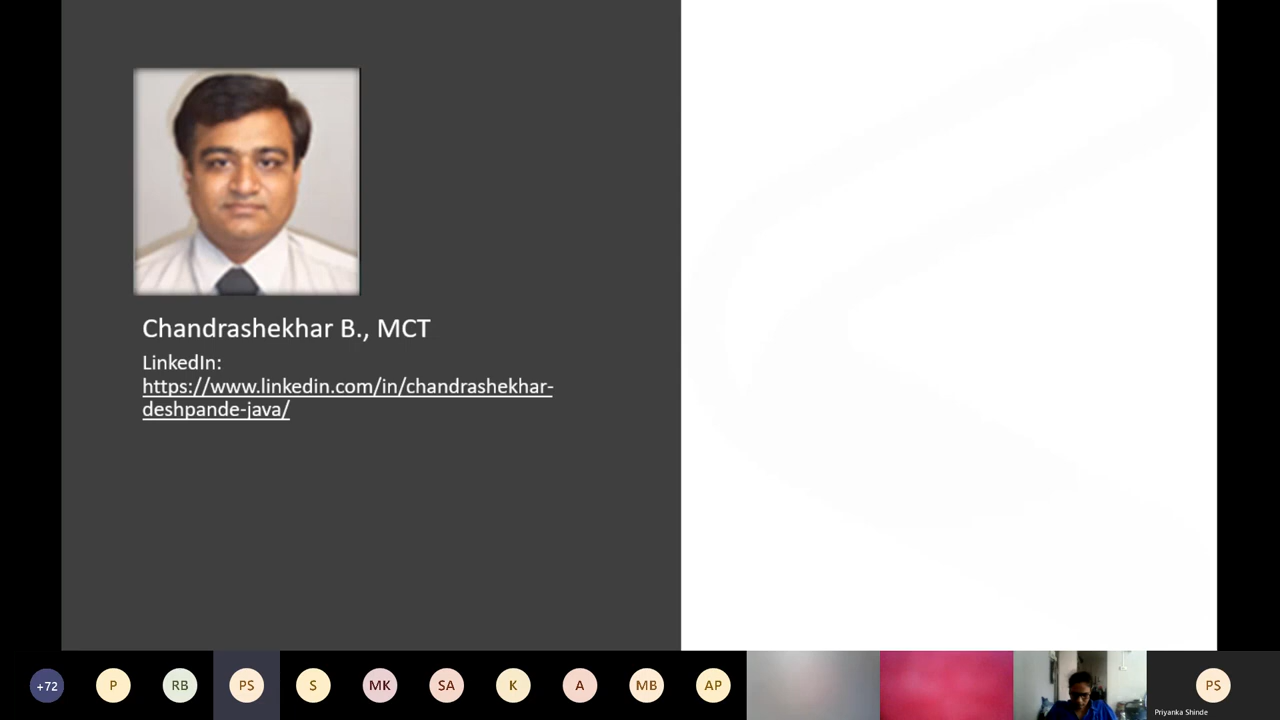 Chandrashekhar B., MCT
LinkedIn:
https://www.linkedin.com/in/chandrashekhar-
deshpande-java/
+72
P
RB
PS
S
MK
SA
K
A
MB
AP
PS
Priyanka Shinde